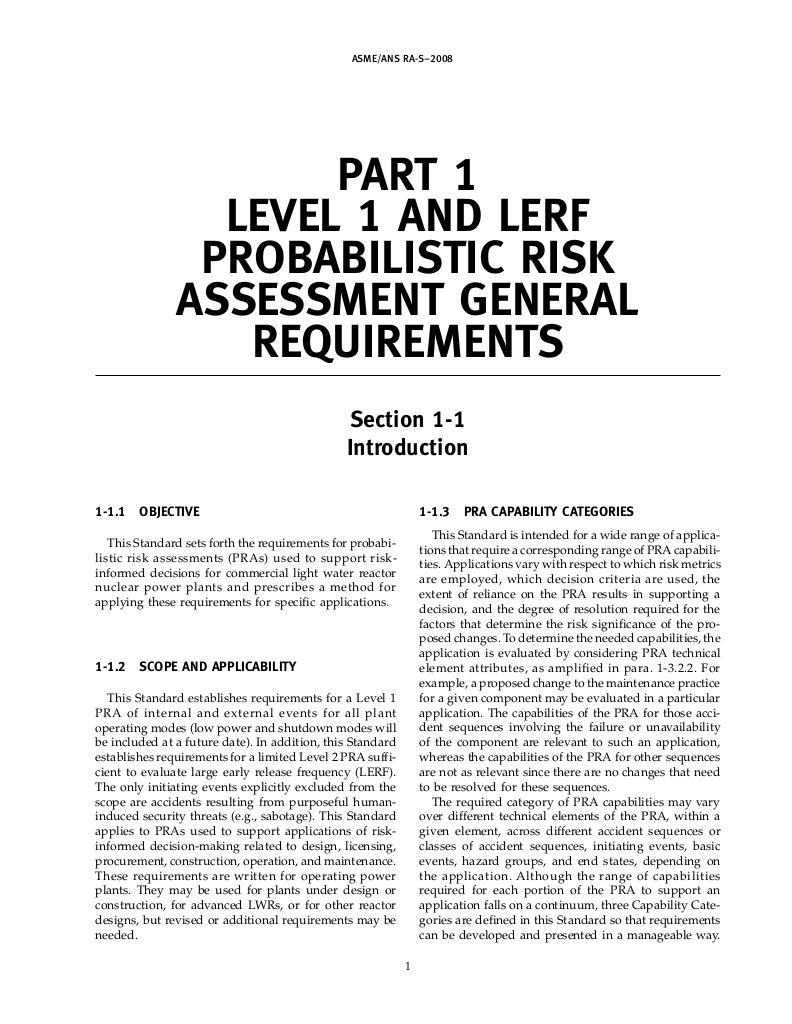 ASME/ANS RA-S–2008
PART 1
LEVEL 1 AND LERF
PROBABILISTIC RISK
ASSESSMENT GENERAL
REQUIREMENTS
Section 1-1
Introduction
1-1.1 OBJECTIVE
This Standard sets forth the requirements for probabi-
listic risk assessments (PRAs) used to support risk-
informed decisions for commercial light water reactor
nuclear power plants and prescribes a method for
applying these requirements for specific applications.
1-1.2 SCOPE AND APPLICABILITY
This Standard establishes requirements for a Level 1
PRA of internal and external events for all plant
operating modes (low power and shutdown modes will
be included at a future date). In addition, this Standard
establishes requirements for a limited Level 2 PRA suffi-
cient to evaluate large early release frequency (LERF).
The only initiating events explicitly excluded from the
scope are accidents resulting from purposeful human-
induced security threats (e.g., sabotage). This Standard
applies to PRAs used to support applications of risk-
informed decision-making related to design, licensing,
procurement, construction, operation, and maintenance.
These requirements are written for operating power
plants. They may be used for plants under design or
construction, for advanced LWRs, or for other reactor
designs, but revised or additional requirements may be
needed.
1-1.3 PRA CAPABILITY CATEGORIES
This Standard is intended for a wide range of applica-
tions that require a corresponding range of PRA capabili-
ties. Applications vary with respect to which risk metrics
are employed, which decision criteria are used, the
extent of reliance on the PRA results in supporting a
decision, and the degree of resolution required for the
factors that determine the risk significance of the pro-
posed changes. To determine the needed capabilities, the
application is evaluated by considering PRA technical
element attributes, as amplified in para. 1-3.2.2. For
example, a proposed change to the maintenance practice
for a given component may be evaluated in a particular
application. The capabilities of the PRA for those acci-
dent sequences involving the failure or unavailability
of the component are relevant to such an application,
whereas the capabilities of the PRA for other sequences
are not as relevant since there are no changes that need
to be resolved for these sequences.
The required category of PRA capabilities may vary
over different technical elements of the PRA, within a
given element, across different accident sequences or
classes of accident sequences, initiating events, basic
events, hazard groups, and end states, depending on
the application. Although the range of capabilities
required for each portion of the PRA to support an
application falls on a continuum, three Capability Cate-
gories are defined in this Standard so that requirements
can be developed and presented in a manageable way.
1